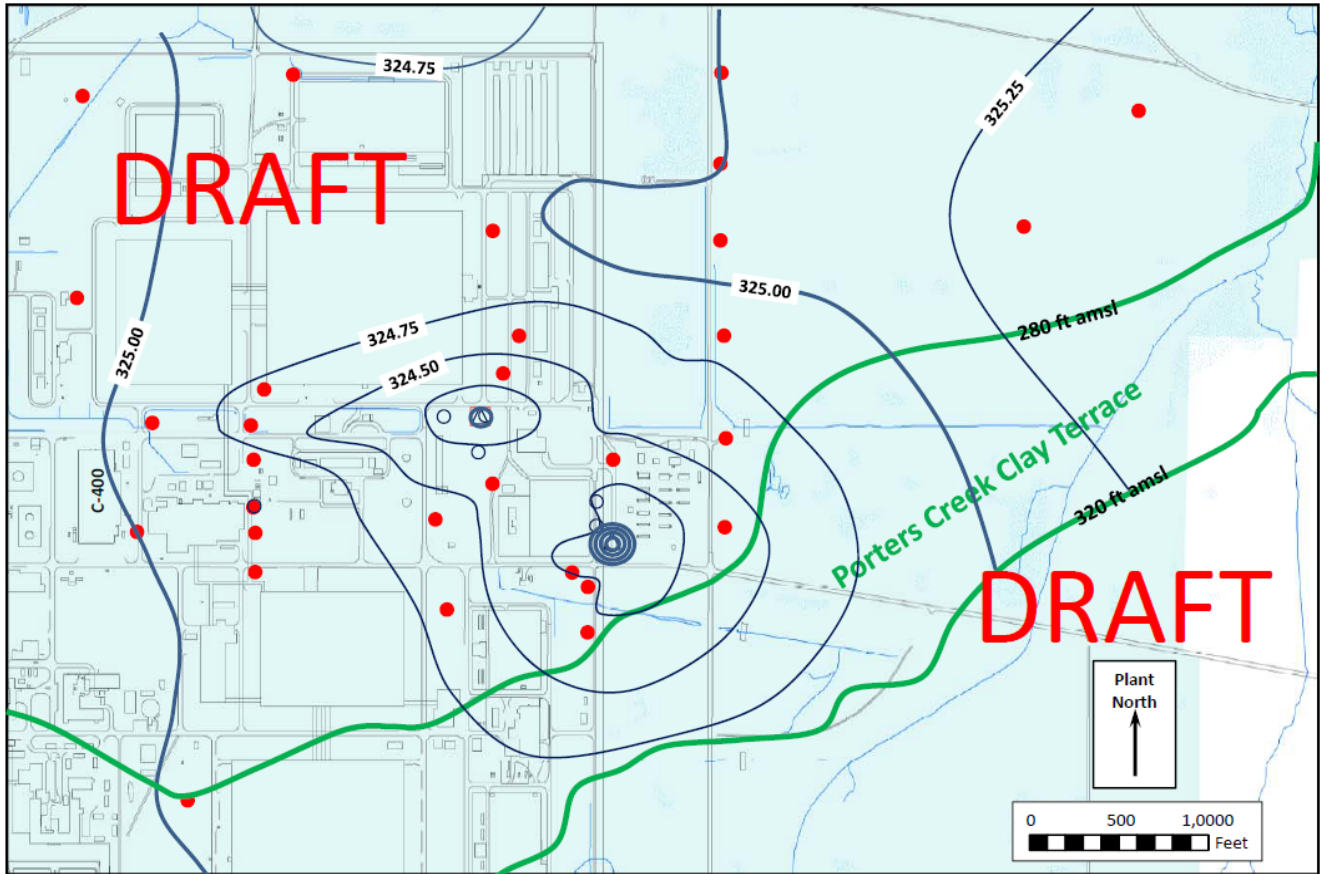 324.75
325.25
DRAFT
325.00
280 ft amsl
324.75
325.00
324.50
Porters Creek Clay Terrace
C-400
320 ft amsl
DRAFT
Plant
North
0 500 1,0000
Feet